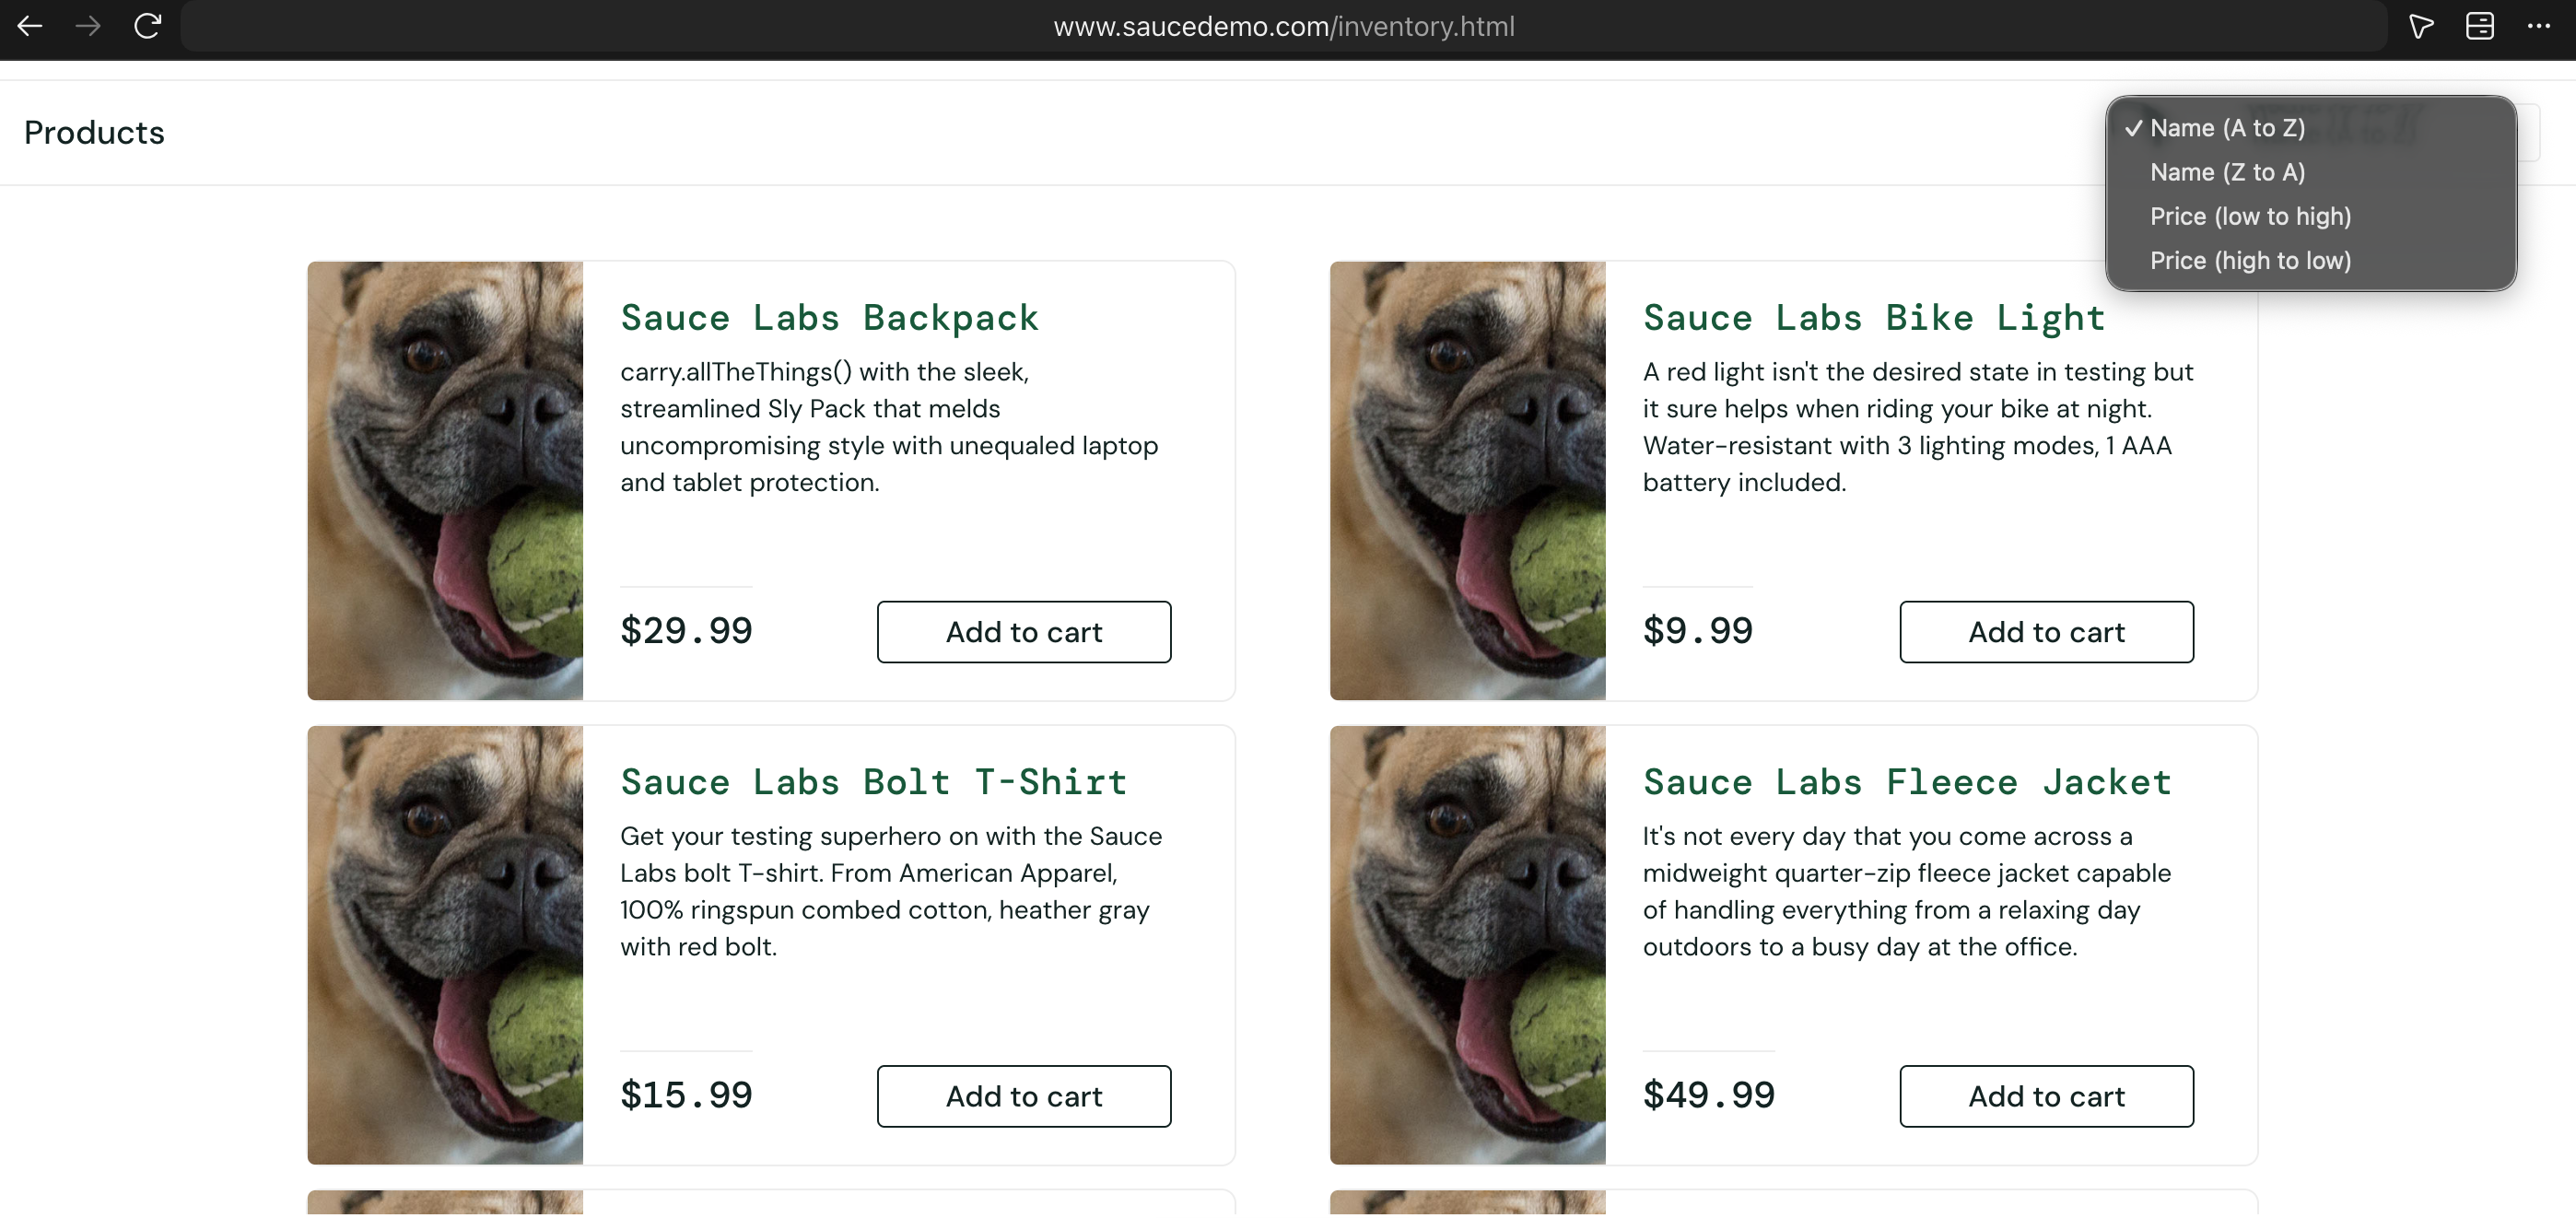 www.saucedemo.com/inventory.html
Products
✓ Name (A to Z)
Name (Z to A)
Price (low to high)
Price (high to low)
Sauce Labs Backpack
carry.allTheThings() with the sleek,
streamlined Sly Pack that melds
uncompromising style with unequaled laptop
and tablet protection.
$29.99
Add to cart
Sauce Labs Bike Light
A red light isn't the desired state in testing but
it sure helps when riding your bike at night.
Water-resistant with 3 lighting modes, 1 AAA
battery included.
$9.99
Add to cart
Sauce Labs Bolt T-Shirt
Get your testing superhero on with the Sauce
Labs bolt T-shirt. From American Apparel,
100% ringspun combed cotton, heather gray
with red bolt.
$15.99
Add to cart
Sauce Labs Fleece Jacket
It's not every day that you come across a
midweight quarter-zip fleece jacket capable
of handling everything from a relaxing day
outdoors to a busy day at the office.
$49.99
Add to cart